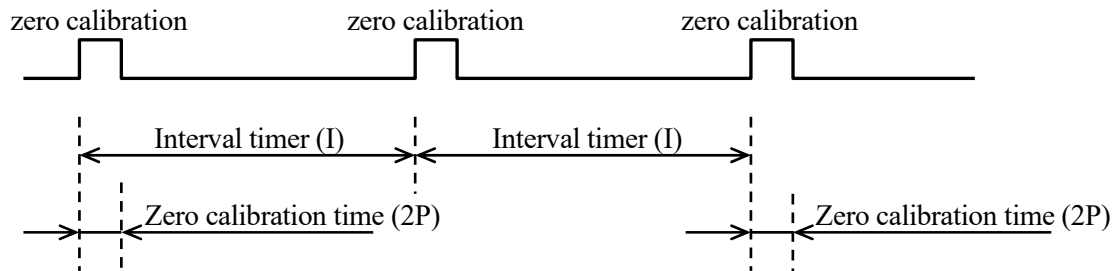 zero calibration
zero calibration
zero calibration
Interval timer (I)
Interval timer (I)
Zero calibration time (2P)
Zero calibration time (2P)